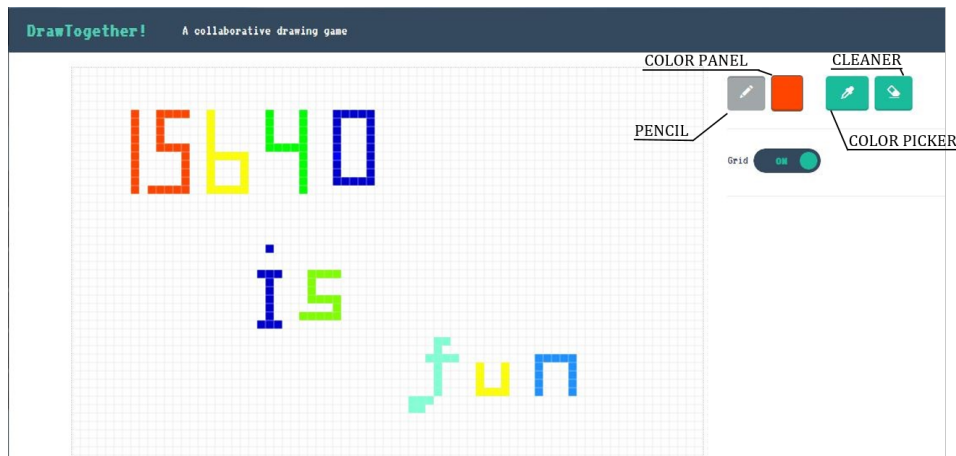 DrawTogether! A collaborative drawing game
COLOR PANEL CLEANER
PENCIL COLOR PICKER
Grid ON
15640
is
fun